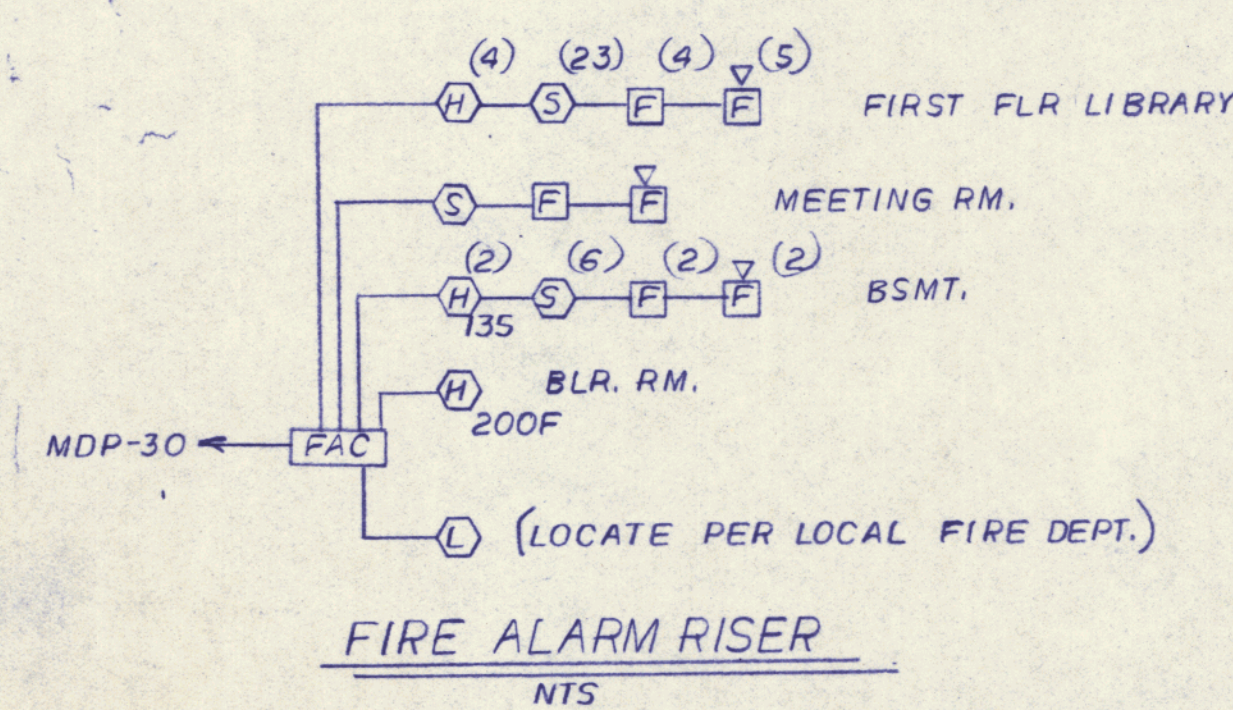 (4) (23) (4) (5)
H S F F FIRST FLR LIBRARY
S F F MEETING RM.
(2) (6) (2) (2)
H S F F BSMT.
135
H BLR. RM.
200F
MDP-30 FAC
L (LOCATE PER LOCAL FIRE DEPT.)
FIRE ALARM RISER
NTS